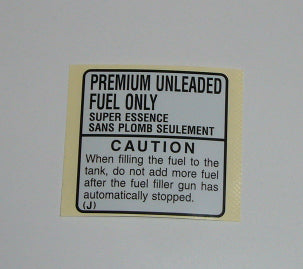 PREMIUM UNLEADED
FUEL ONLY
SUPER ESSENCE
SANS PLOMB SEULEMENT
CAUTION
When filling the fuel to the
tank, do not add more fuel
after the fuel filler gun has
automatically stopped.
(J)